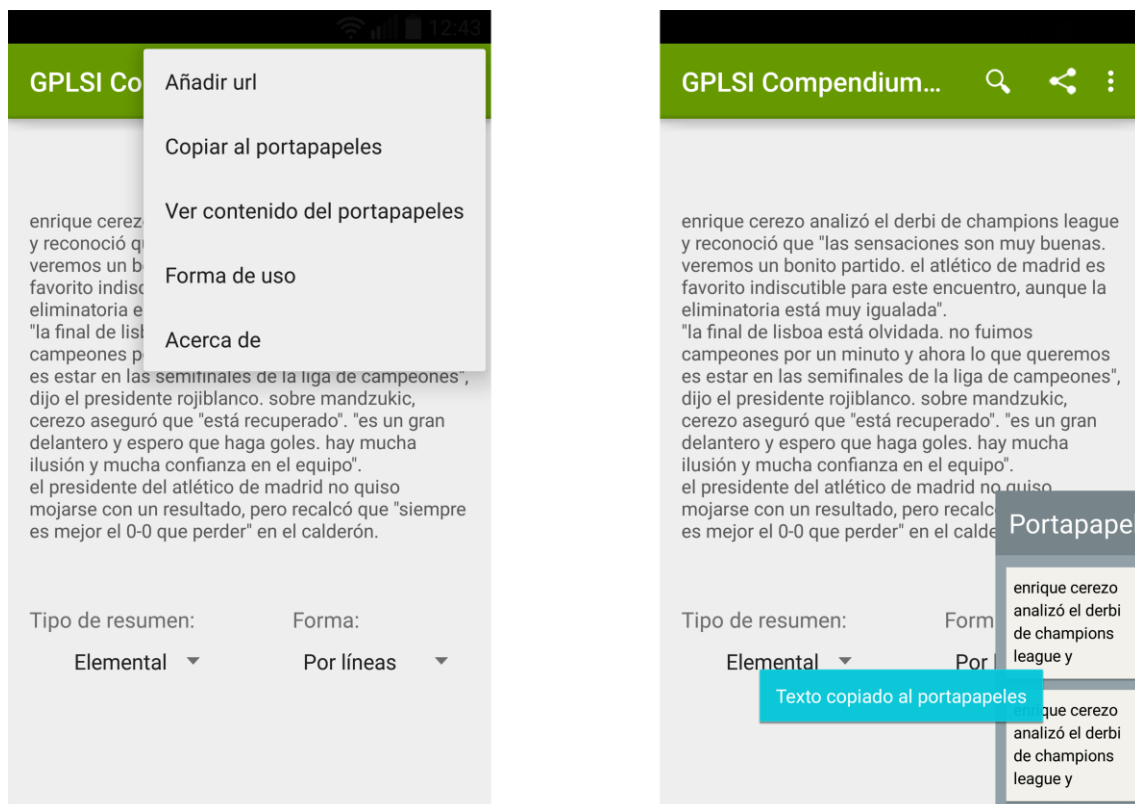 12:43
GPLSI Co
Añadir url
Copiar al portapapeles
Ver contenido del portapapeles
Forma de uso
Acerca de
enrique cerez
y reconoció q
veremos un b
favorito indisc
eliminatoria e
"la final de lisb
campeones p
es estar en las semifinales de la liga de campeones",
dijo el presidente rojiblanco. sobre mandzukic,
cerezo aseguró que "está recuperado". "es un gran
delantero y espero que haga goles. hay mucha
ilusión y mucha confianza en el equipo".
el presidente del atlético de madrid no quiso
mojarse con un resultado, pero recalcó que "siempre
es mejor el 0-0 que perder" en el calderón.
Tipo de resumen: Forma:
Elemental Por líneas
GPLSI Compendium...
enrique cerezo analizó el derbi de champions league
y reconoció que "las sensaciones son muy buenas.
veremos un bonito partido. el atlético de madrid es
favorito indiscutible para este encuentro, aunque la
eliminatoria está muy igualada".
"la final de lisboa está olvidada. no fuimos
campeones por un minuto y ahora lo que queremos
es estar en las semifinales de la liga de campeones",
dijo el presidente rojiblanco. sobre mandzukic,
cerezo aseguró que "está recuperado". "es un gran
delantero y espero que haga goles. hay mucha
ilusión y mucha confianza en el equipo".
el presidente del atlético de madrid no quiso
mojarse con un resultado, pero recalc
es mejor el 0-0 que perder" en el calde
Portapape
enrique cerezo
analizó el derbi
de champions
league y
Tipo de resumen: Form
Elemental Por
Texto copiado al portapapeles
enrique cerezo
analizó el derbi
de champions
league y